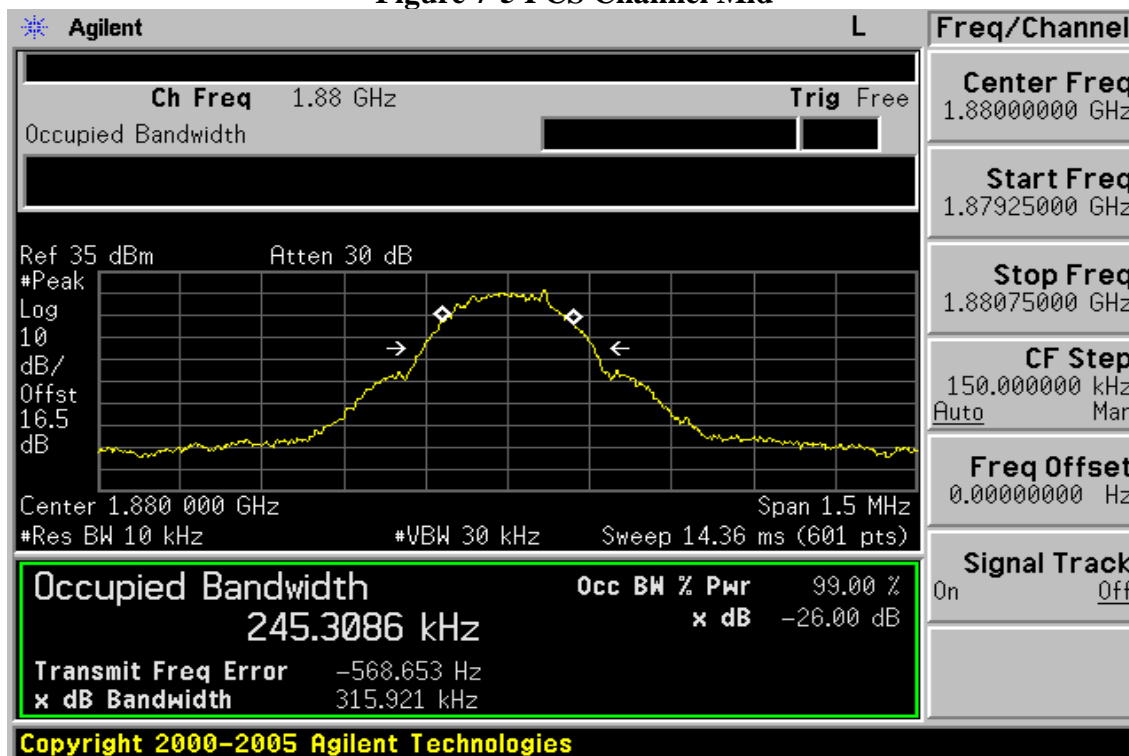 Figure 7-5 PCS Channel Mid
Agilent
L
Freq/Channel
Ch Freq 1.88 GHz
Trig Free
Occupied Bandwidth
Center Freq
1.88000000 GHz
Start Freq
1.87925000 GHz
Stop Freq
1.88075000 GHz
CF Step
150.000000 kHz
Auto Man
Freq Offset
0.00000000 Hz
Signal Track
On Off
Ref 35 dBm
Atten 30 dB
#Peak
Log
10
dB/
Offst
16.5
dB
Center 1.880 000 GHz
Span 1.5 MHz
#Res BW 10 kHz
#VBW 30 kHz
Sweep 14.36 ms (601 pts)
Occupied Bandwidth
245.3086 kHz
Occ BW % Pwr 99.00 %
x dB -26.00 dB
Transmit Freq Error -568.653 Hz
x dB Bandwidth 315.921 kHz
Copyright 2000-2005 Agilent Technologies